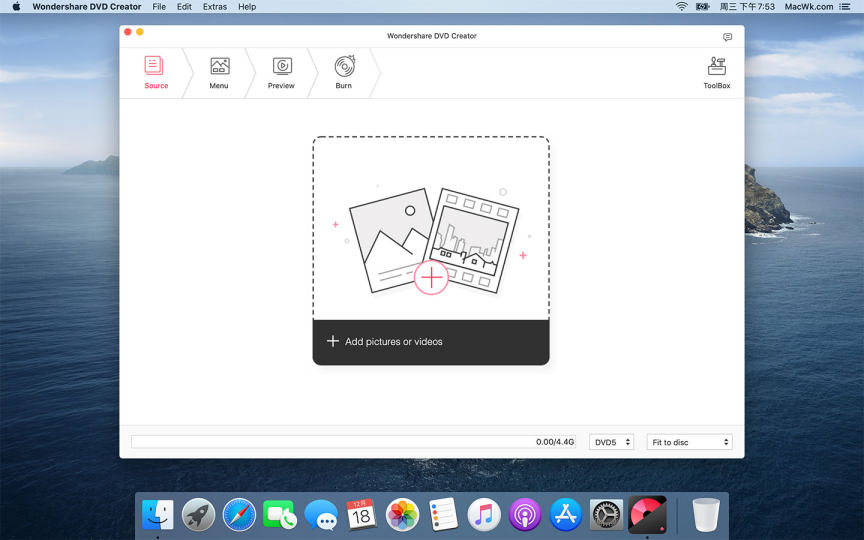 Wondershare DVD Creator File Edit Extras Help 周三 下午7:53 MacWk.com
Wondershare DVD Creator
Source Menu Preview Burn ToolBox
Add pictures or videos
0.00/4.4G DVD5 Fit to disc
12月
18